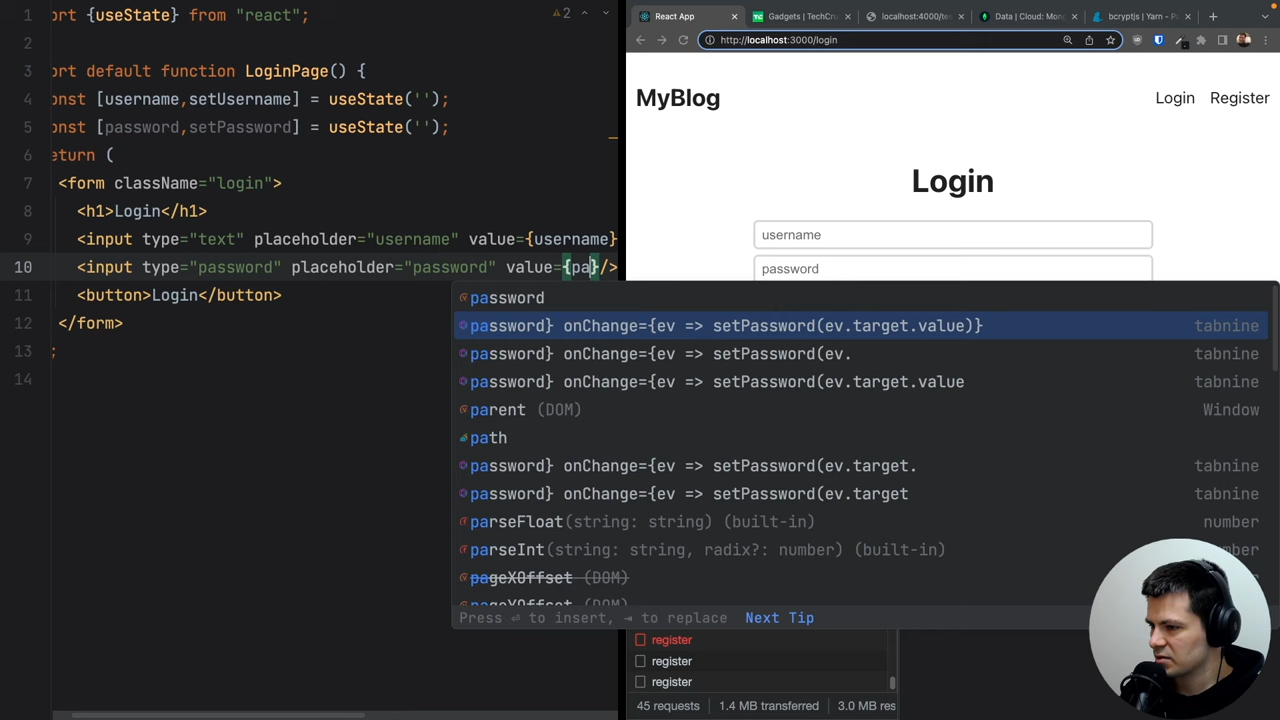 1 ort {useState} from "react";
2
3 ort default function LoginPage() {
4 onst [username,setUsername] = useState('');
5 onst [password,setPassword] = useState('');
6 eturn (
7 <form className="login">
8 <h1>Login</h1>
9 <input type="text" placeholder="username" value={username}
10 <input type="password" placeholder="password" value={pa}/>
11 <button>Login</button>
12 </form>
13 ;
14
2
password
password} onChange={ev => setPassword(ev.target.value)} tabnine
password} onChange={ev => setPassword(ev. tabnine
password} onChange={ev => setPassword(ev.target.value tabnine
parent (DOM) Window
path
password} onChange={ev => setPassword(ev.target. tabnine
password} onChange={ev => setPassword(ev.target tabnine
parseFloat(string: string) (built-in) number
parseInt(string: string, radix?: number) (built-in)
pageXOffset (DOM)
Press ⏎ to insert, ⇥ to replace Next Tip
React App Gadgets | TechCru localhost:4000/tes Data | Cloud: Mong bcryptjs | Yarn - Pa
http://localhost:3000/login
MyBlog Login Register
Login
username
password
register
register
register
45 requests 1.4 MB transferred 3.0 MB res